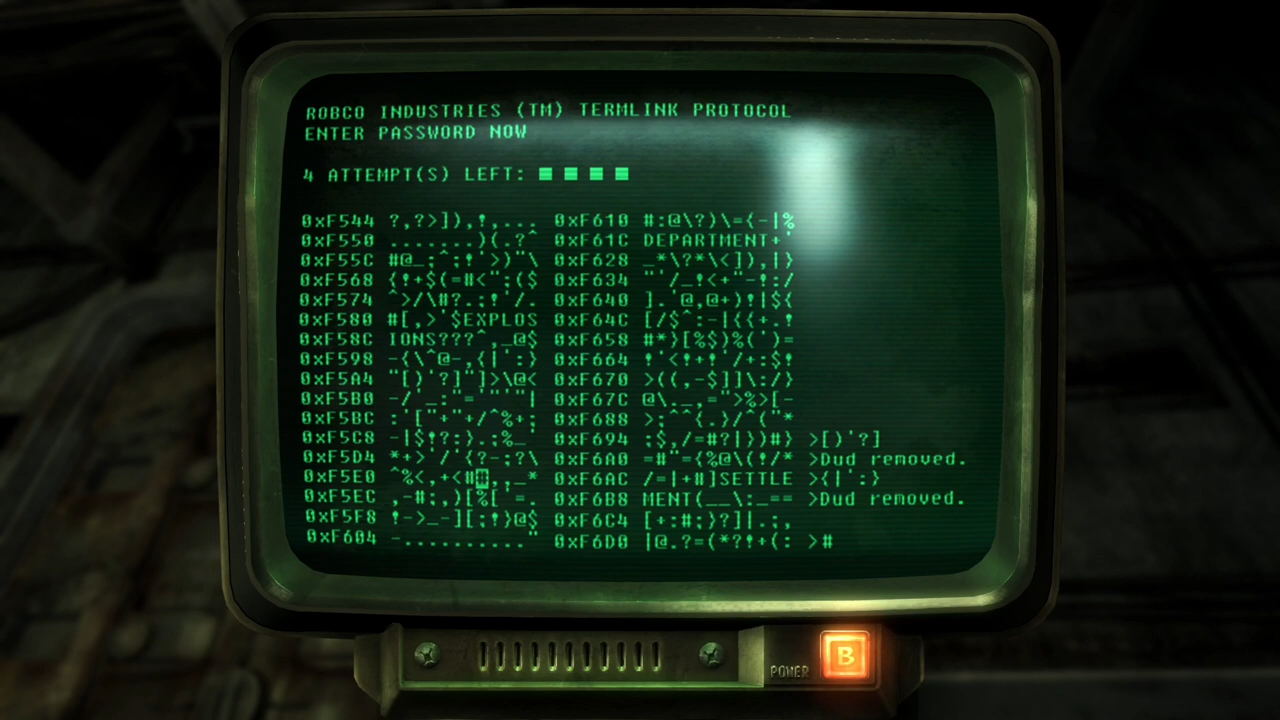 ROBCO INDUSTRIES (TM) TERMLINK PROTOCOL
ENTER PASSWORD NOW
4 ATTEMPT(S) LEFT: ■ ■ ■ ■
0xF544 ?,?>]),!,... 0xF610 #:@\?)\={-|%
0xF550 .......)(.?^ 0xF61C DEPARTMENT+'
0xF55C #@_;^;!'>)"\ 0xF628 _*\?*\<]),|}
0xF568 {!+$(=#<";($ 0xF634 "'/_!<+"-!:/
0xF574 ^>/\#?.:!'/. 0xF640 ].'@,@+)!|${
0xF580 #[,>'$EXPLOS 0xF64C [/$^:-|{{+.!
0xF58C IONS???^,_@$ 0xF658 #*}[%$)%(')=
0xF598 -{\^@-,{|':} 0xF664 !'<!+!'/+:$!
0xF5A4 "[)'?]"]>\@< 0xF670 >((,-$]]\:/}
0xF5B0 -/'_:"='"'"| 0xF67C @\._,=">%>[-
0xF5BC :'["+"+/^%+; 0xF688 >;^^{.}/^("*
0xF5C8 -|$!?:}.;%_ 0xF694 :$,/=#?|})#} >[)'?]
0xF5D4 *+>'/'{?-;?\ 0xF6A0 =#"={%@\(!/* >Dud removed.
0xF5E0 ^%<,+<##,,_* 0xF6AC /=|+#]SETTLE >{|':}
0xF5EC ,-#:,)[%['=. 0xF6B8 MENT(__\:_== >Dud removed.
0xF5F8 !->_-][;!}@$ 0xF6C4 [+:#;}?]|.;,
0xF604 -.........." 0xF6D0 |@.?=(*?!+(: >#
POWER
B